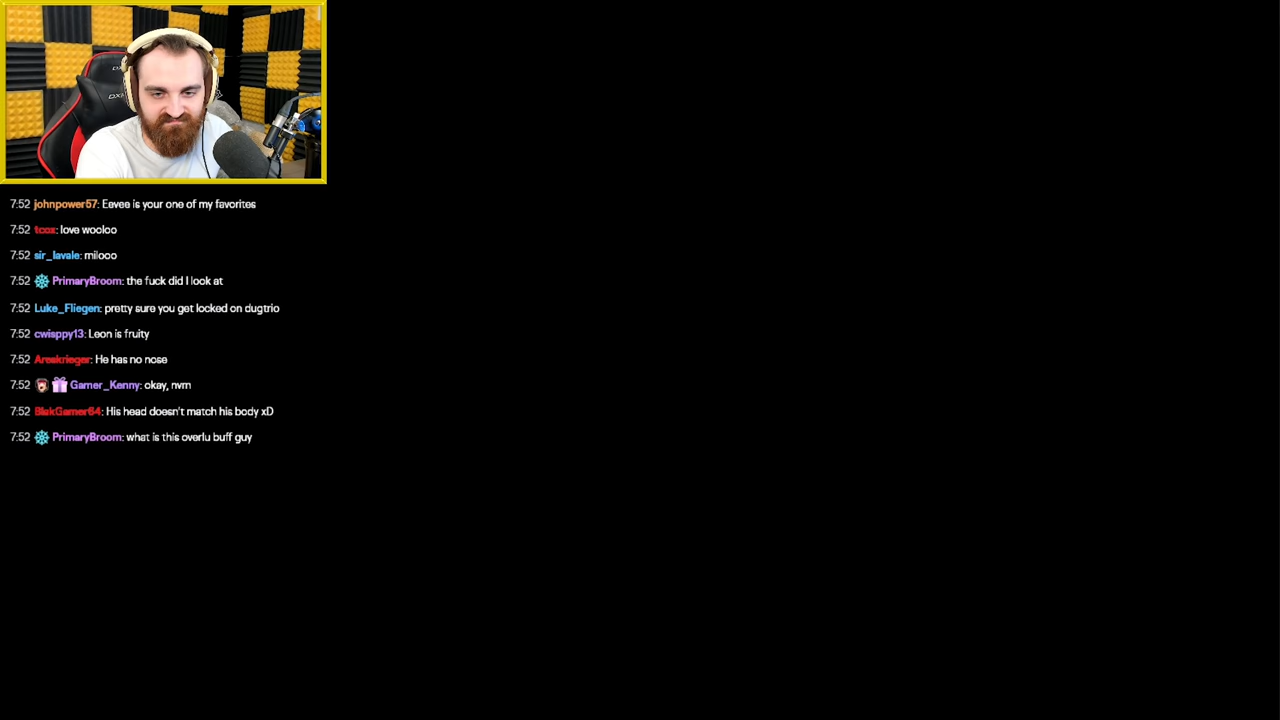 7:52 johnpower57: Eevee is your one of my favorites
7:52 tcox: love wooloo
7:52 sir_lavale: milooo
7:52 PrimaryBroom: the fuck did I look at
7:52 Luke_Fliegen: pretty sure you get locked on dugtrio
7:52 cwisppy13: Leon is fruity
7:52 Areskrieger: He has no nose
7:52 Gamer_Kenny: okay, nvm
7:52 BlskGamer64: His head doesn't match his body xD
7:52 PrimaryBroom: what is this overlu buff guy